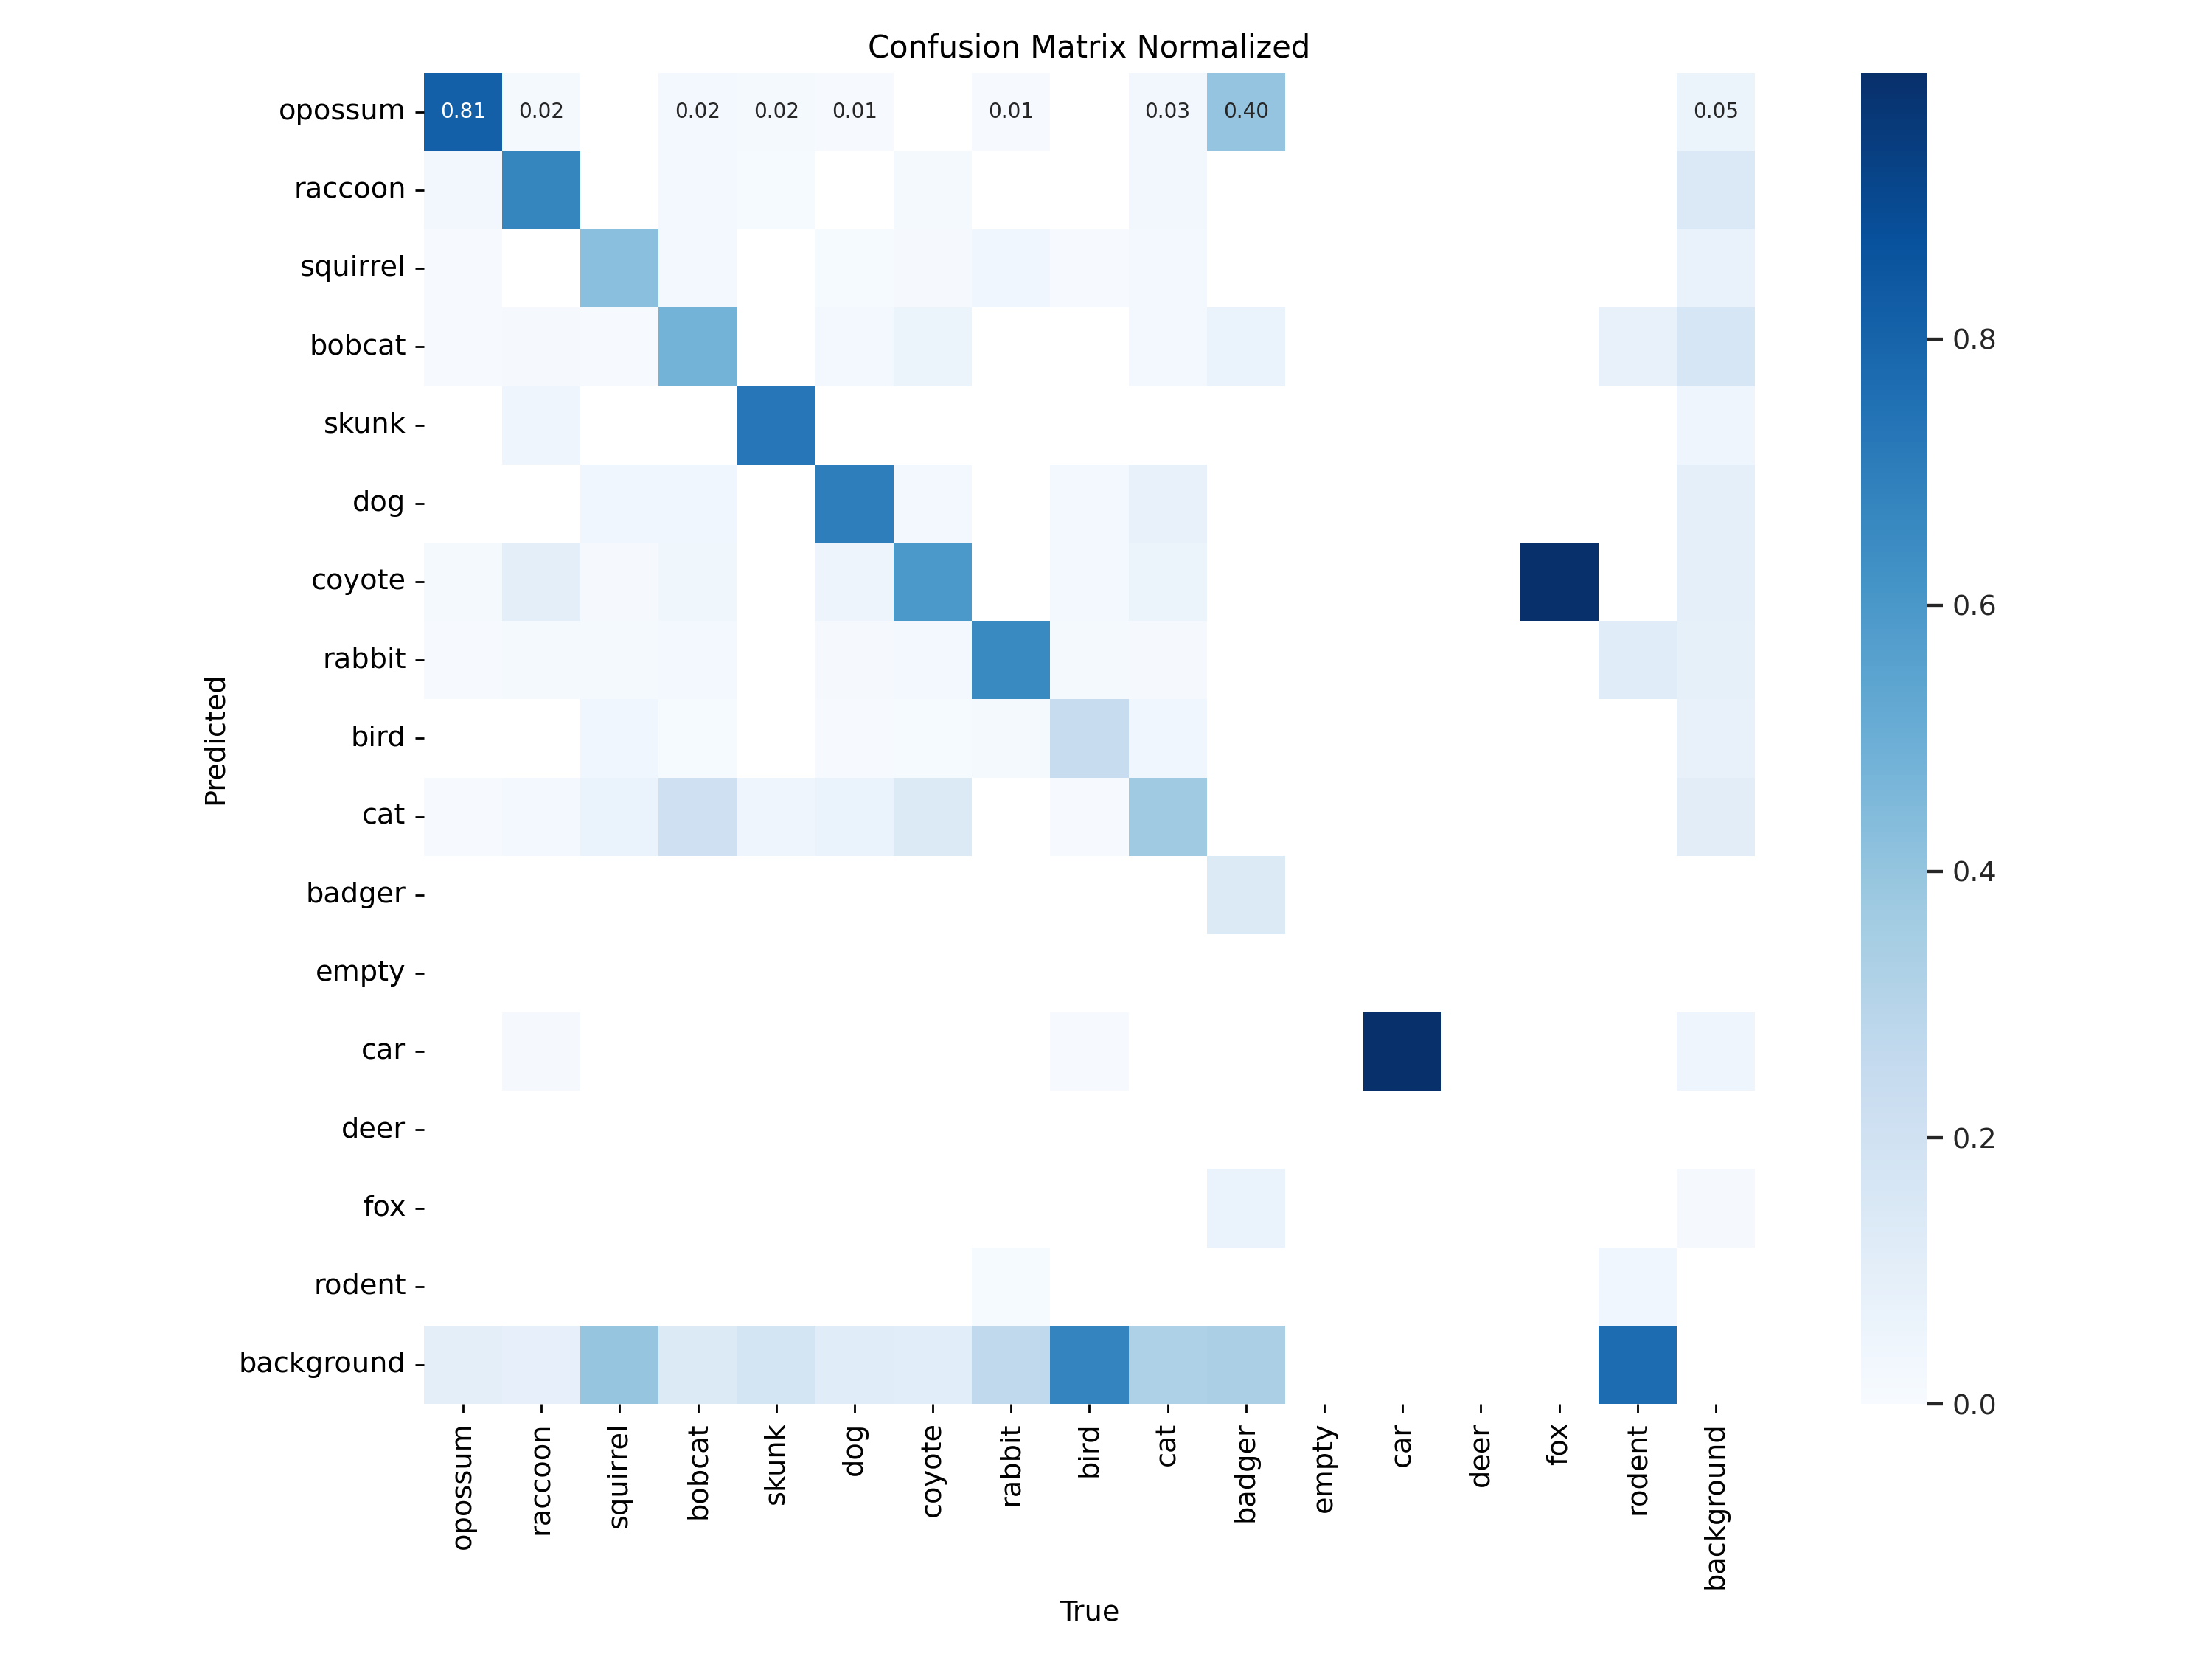 Confusion Matrix Normalized
opossum
0.81 0.02 0.02 0.02 0.01 0.01 0.03 0.40 0.05
raccoon
squirrel
bobcat
skunk
dog
coyote
rabbit
bird
cat
badger
empty
car
deer
fox
rodent
background
Predicted
opossum
raccoon
squirrel
bobcat
skunk
dog
coyote
rabbit
bird
cat
badger
empty
car
deer
fox
rodent
background
True
0.8
0.6
0.4
0.2
0.0